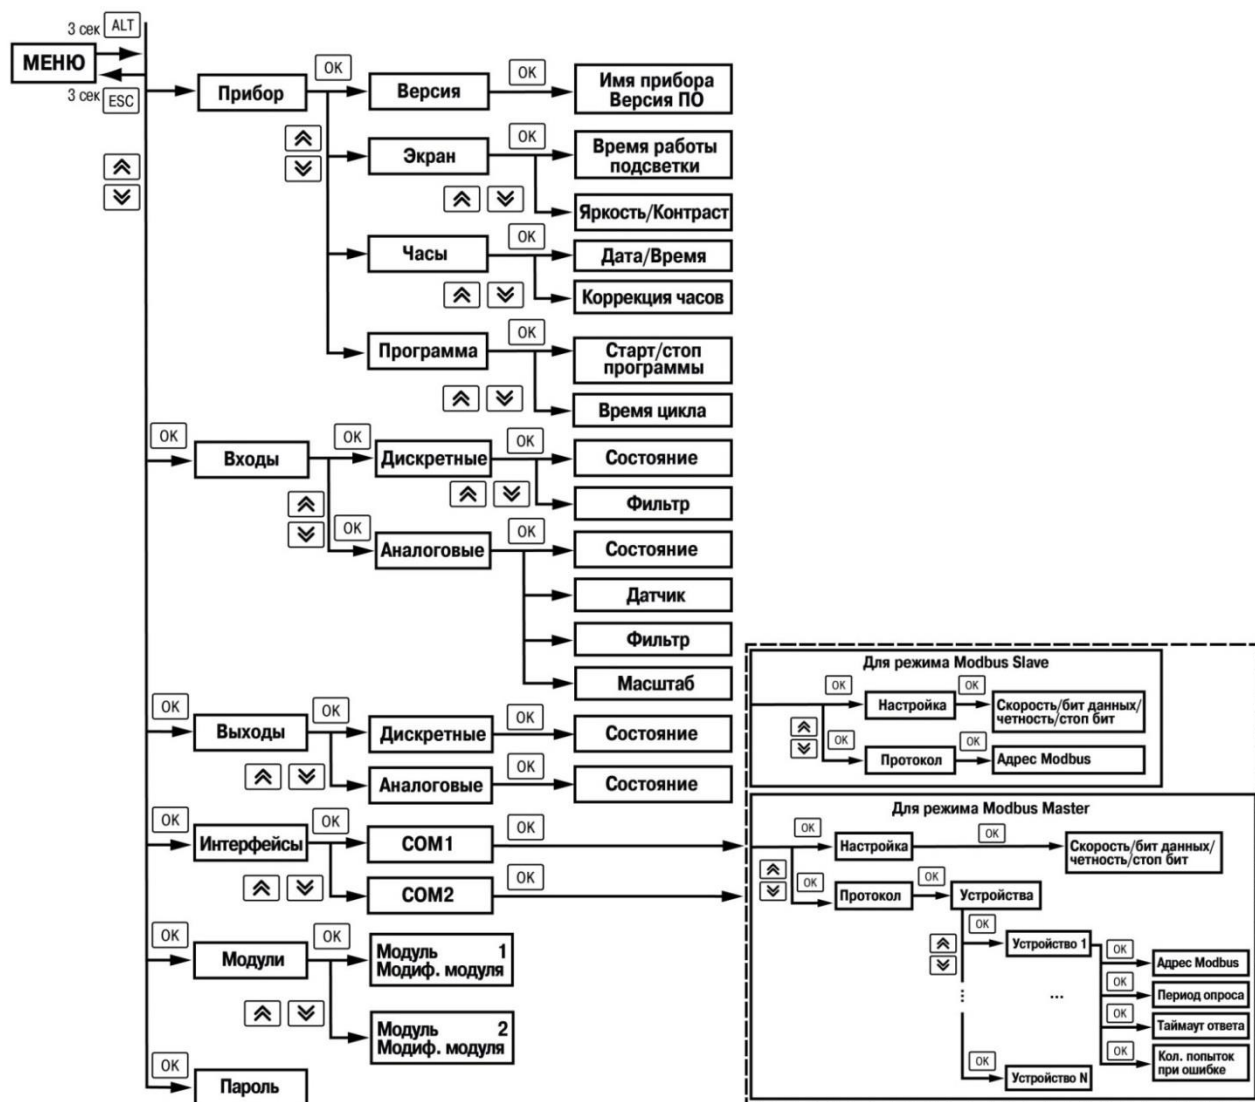 3 сек ALT
МЕНЮ
3 сек ESC
Прибор
OK
Версия
OK
Имя прибора
Версия ПО
Экран
OK
Время работы
подсветки
Яркость/Контраст
Часы
OK
Дата/Время
Коррекция часов
Программа
OK
Старт/стоп
программы
Время цикла
OK
Входы
OK
Дискретные
OK
Состояние
Фильтр
OK
Аналоговые
OK
Состояние
Датчик
Фильтр
Масштаб
OK
Выходы
OK
Дискретные
OK
Состояние
Аналоговые
OK
Состояние
OK
Интерфейсы
OK
COM1
OK
COM2
OK
OK
Модули
OK
Модуль 1
Модиф. модуля
Модуль 2
Модиф. модуля
OK
Пароль
Для режима Modbus Slave
OK
Настройка
OK
Скорость/бит данных/
четность/стоп бит
OK
Протокол
OK
Адрес Modbus
Для режима Modbus Master
OK
Настройка
OK
Скорость/бит данных/
четность/стоп бит
OK
Протокол
OK
Устройства
OK
Устройство 1
OK
Адрес Modbus
OK
Период опроса
OK
Таймаут ответа
OK
Кол. попыток
при ошибке
...
OK
Устройство N